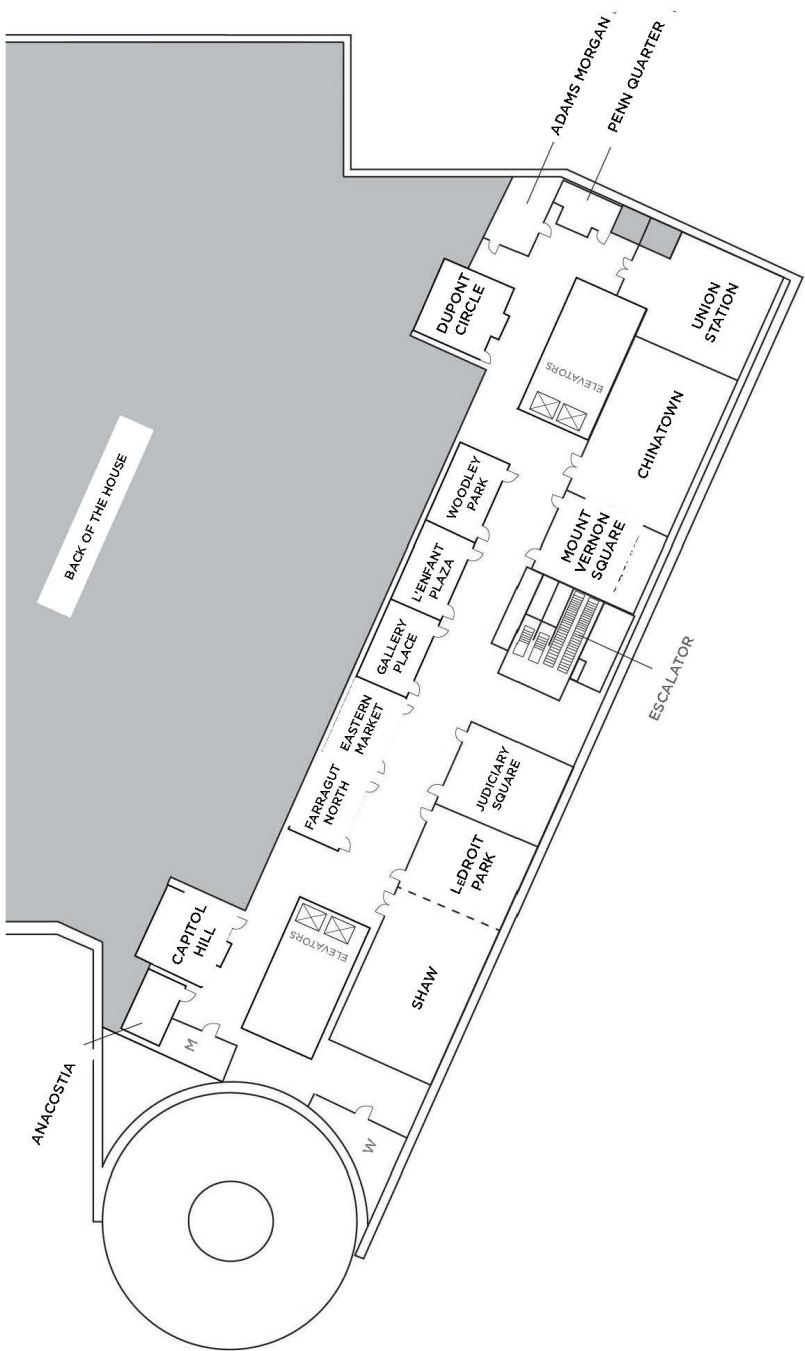 ADAMS MORGAN
PENN QUARTER
DUPONT
CIRCLE
UNION
STATION
ELEVATORS
CHINATOWN
BACK OF THE HOUSE
WOODLEY
PARK
MOUNT
VERNON
SQUARE
L'ENFANT
PLAZA
GALLERY
PLACE
ESCALATOR
EASTERN
MARKET
FARRAGUT
NORTH
JUDICIARY
SQUARE
LeDROIT
PARK
CAPITOL
HILL
ELEVATORS
SHAW
M
ANACOSTIA
W